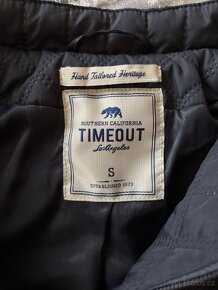 Hand Tailored Heritage
SOUTHERN CALIFORNIA
TIMEOUT
Los Angeles
S
ESTABLISHED 1973